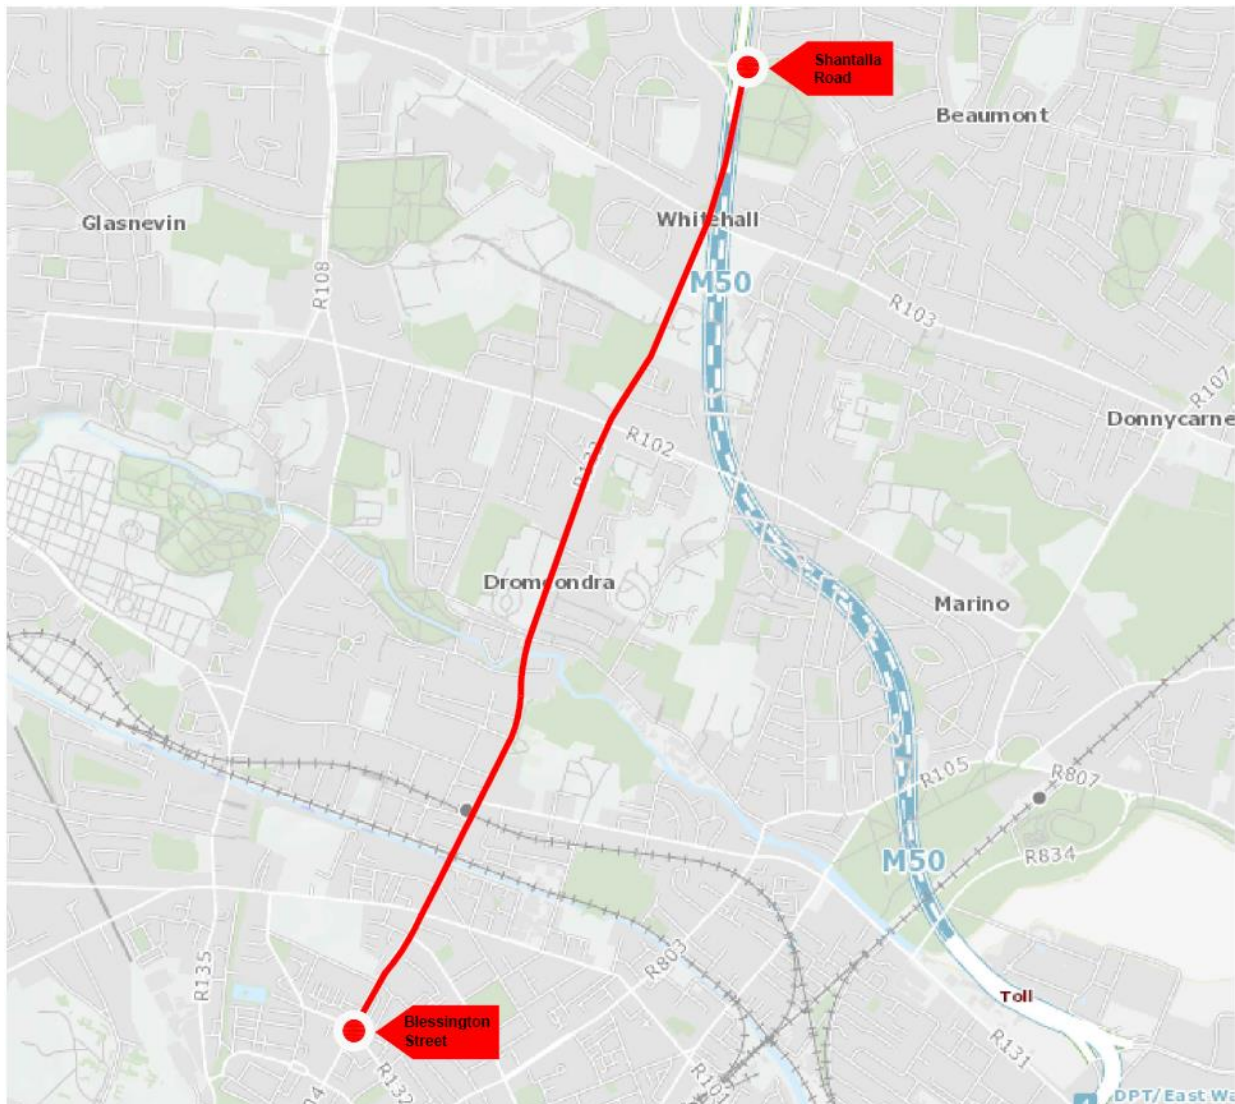 Shantalla
Road
Beaumont
Glasnevin
Whitehall
R108
M50
R103
R107
Donnycarne
R102
Drumcondra
Marino
R105
R807
M50
R834
R803
R135
Toll
Blessington
Street
R132
R101
R131
DPT/East Wa